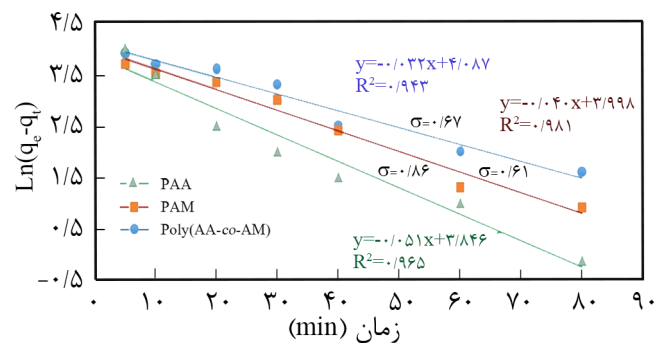 Ln(q_e-q_t)
۴/۵
۳/۵
۲/۵
۱/۵
۰/۵
-۰/۵
y=-۰/۰۳۲x+۴/۰۸۷
R²=۰/۹۴۳
y=-۰/۰۴۰x+۳/۹۹۸
R²=۰/۹۸۱
σ=۰/۶۷
σ=۰/۸۶
σ=۰/۶۱
PAA
PAM
Poly(AA-co-AM)
y=-۰/۰۵۱x+۳/۸۴۶
R²=۰/۹۶۵
۰ ۱۰ ۲۰ ۳۰ ۴۰ ۵۰ ۶۰ ۷۰ ۸۰ ۹۰
زمان (min)